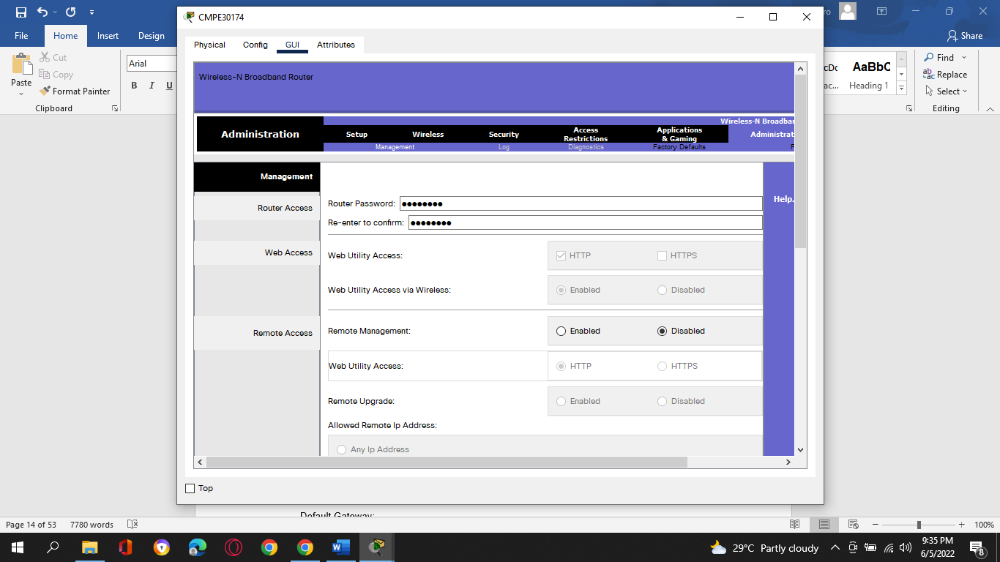 ro
CMPE30174
File
Home
Insert
Design
Share
Physical
Config
GUI
Attributes
Cut
Copy
Format Painter
Paste
Clipboard
Arial
B I U
AaBbC
Heading 1
Find
Replace
Select
Editing
Wireless-N Broadband Router
Wireless-N Broadban
Administration
Setup
Wireless
Security
Access Restrictions
Applications & Gaming
Administrat
Management
Log
Diagnostics
Factory Defaults
F
Management
Help.
Router Access
Router Password: ●●●●●●●●
Re-enter to confirm: ●●●●●●●●
Web Access
Web Utility Access: HTTP HTTPS
Web Utility Access via Wireless: Enabled Disabled
Remote Access
Remote Management: Enabled Disabled
Web Utility Access: HTTP HTTPS
Remote Upgrade: Enabled Disabled
Allowed Remote Ip Address:
Any Ip Address
Top
Default Gateway:
Page 14 of 53 7780 words
100%
29°C Partly cloudy
9:35 PM
6/5/2022
8